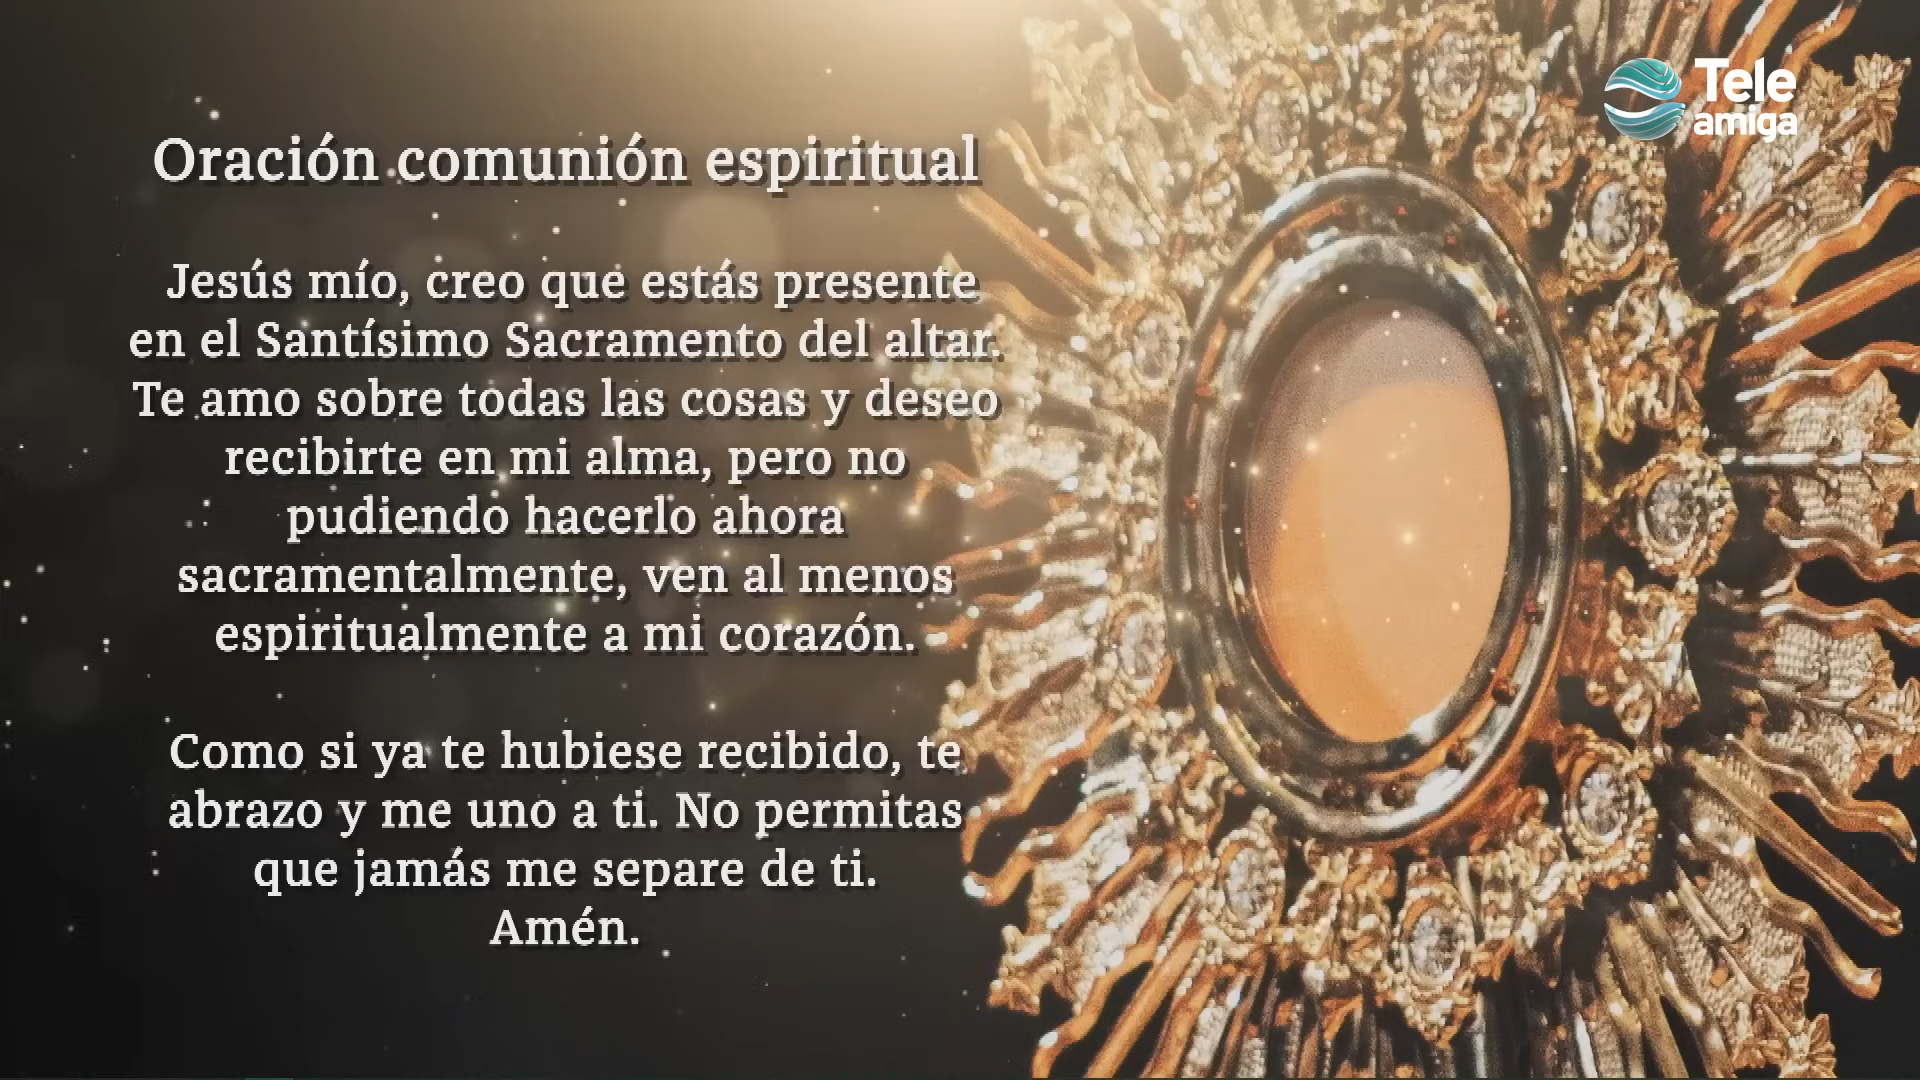 Tele
amiga
Oración comunión espiritual
Jesús mío, creo que estás presente
en el Santísimo Sacramento del altar.
Te amo sobre todas las cosas y deseo
recibirte en mi alma, pero no
pudiendo hacerlo ahora
sacramentalmente, ven al menos
espiritualmente a mi corazón.
Como si ya te hubiese recibido, te
abrazo y me uno a ti. No permitas
que jamás me separe de ti.
Amén.